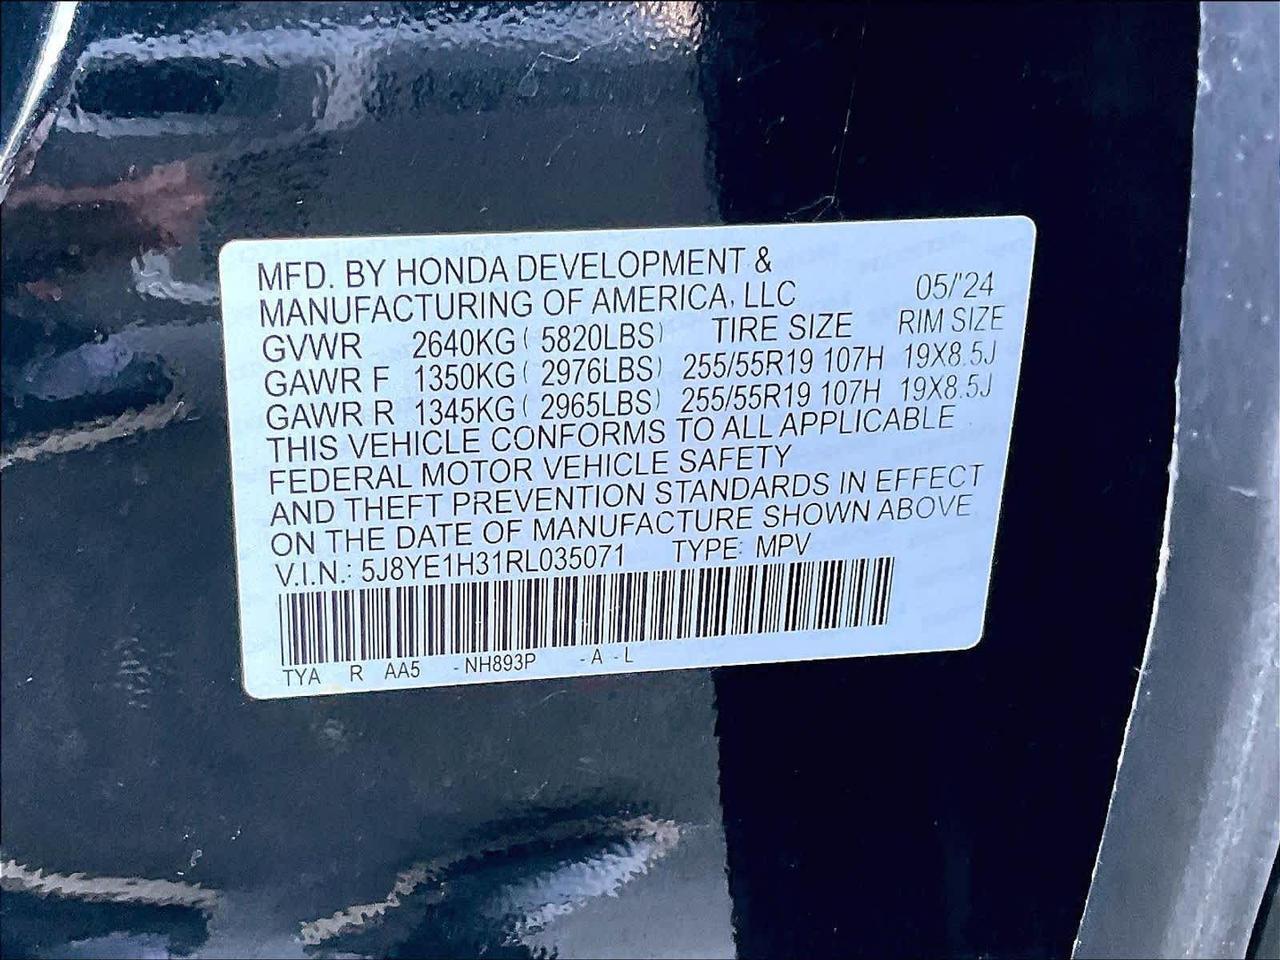 MFD. BY HONDA DEVELOPMENT &
MANUFACTURING OF AMERICA, LLC 05/'24
GVWR 2640KG ( 5820LBS) TIRE SIZE RIM SIZE
GAWR F 1350KG ( 2976LBS) 255/55R19 107H 19X8.5J
GAWR R 1345KG ( 2965LBS) 255/55R19 107H 19X8.5J
THIS VEHICLE CONFORMS TO ALL APPLICABLE
FEDERAL MOTOR VEHICLE SAFETY
AND THEFT PREVENTION STANDARDS IN EFFECT
ON THE DATE OF MANUFACTURE SHOWN ABOVE
V.I.N.: 5J8YE1H31RL035071 TYPE: MPV
TYA R AA5 -NH893P -A -L